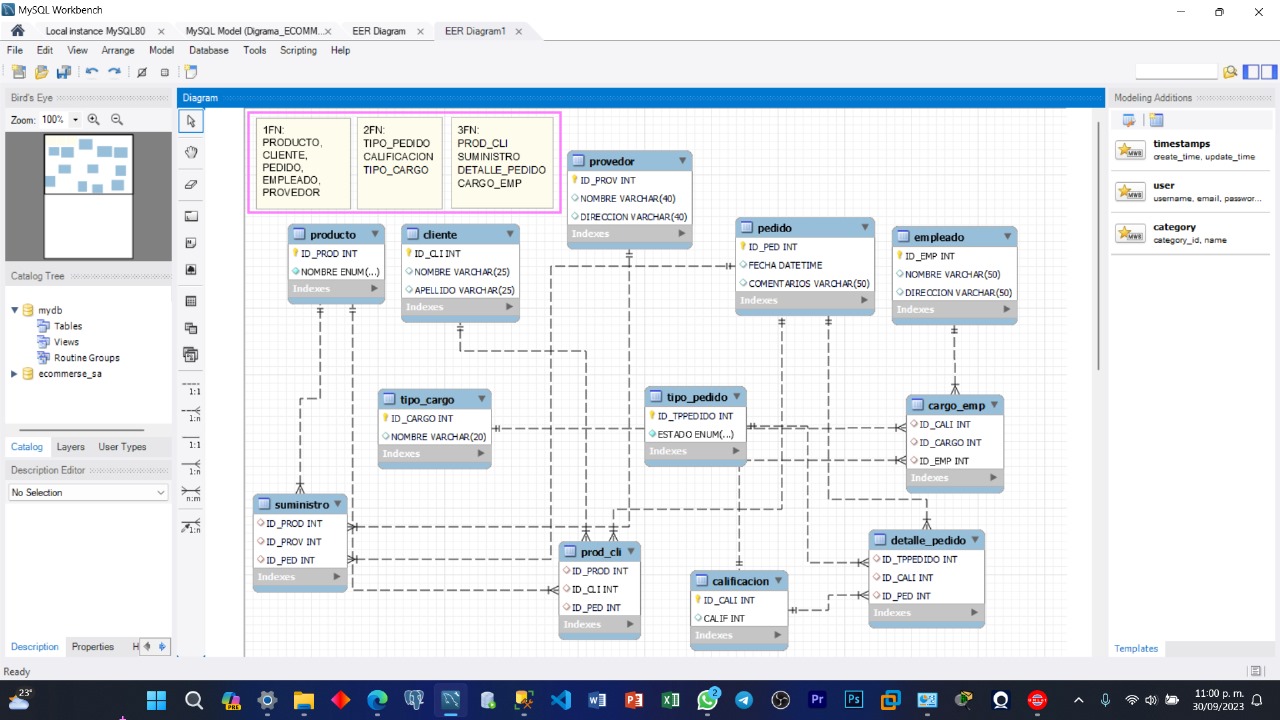 MySQL Workbench
Local instance MySQL80
MySQL Model (Digrama_ECOMM...
EER Diagram
EER Diagram1
File Edit View Arrange Model Database Tools Scripting Help
Bird's Eye
Zoom: 100%
Catalog Tree
mydb
Tables
Views
Routine Groups
ecommerse_sa
Catalog Layers User Types
Description Editor
No Selection
Description Properties H
Ready
1:1
1:n
1:1
1:n
n:m
1:n
Diagram
1FN:
PRODUCTO,
CLIENTE,
PEDIDO,
EMPLEADO,
PROVEDOR
2FN:
TIPO_PEDIDO
CALIFICACION
TIPO_CARGO
3FN:
PROD_CLI
SUMINISTRO
DETALLE_PEDIDO
CARGO_EMP
provedor
ID_PROV INT
NOMBRE VARCHAR(40)
DIRECCION VARCHAR(40)
Indexes
producto
ID_PROD INT
NOMBRE ENUM(...)
Indexes
cliente
ID_CLI INT
NOMBRE VARCHAR(25)
APELLIDO VARCHAR(25)
Indexes
pedido
ID_PED INT
FECHA DATETIME
COMENTARIOS VARCHAR(50)
Indexes
empleado
ID_EMP INT
NOMBRE VARCHAR(50)
DIRECCION VARCHAR(50)
Indexes
tipo_cargo
ID_CARGO INT
NOMBRE VARCHAR(20)
Indexes
tipo_pedido
ID_TPPEDIDO INT
ESTADO ENUM(...)
Indexes
cargo_emp
ID_CALI INT
ID_CARGO INT
ID_EMP INT
Indexes
suministro
ID_PROD INT
ID_PROV INT
ID_PED INT
Indexes
prod_cli
ID_PROD INT
ID_CLI INT
ID_PED INT
Indexes
calificacion
ID_CALI INT
CALIF INT
Indexes
detalle_pedido
ID_TPPEDIDO INT
ID_CALI INT
ID_PED INT
Indexes
Modeling Additions
MWB
timestamps
create_time, update_time
MWB
user
username, email, passwor...
MWB
category
category_id, name
Templates
23°
2
Pr
Ps
11:00 p. m.
30/09/2023